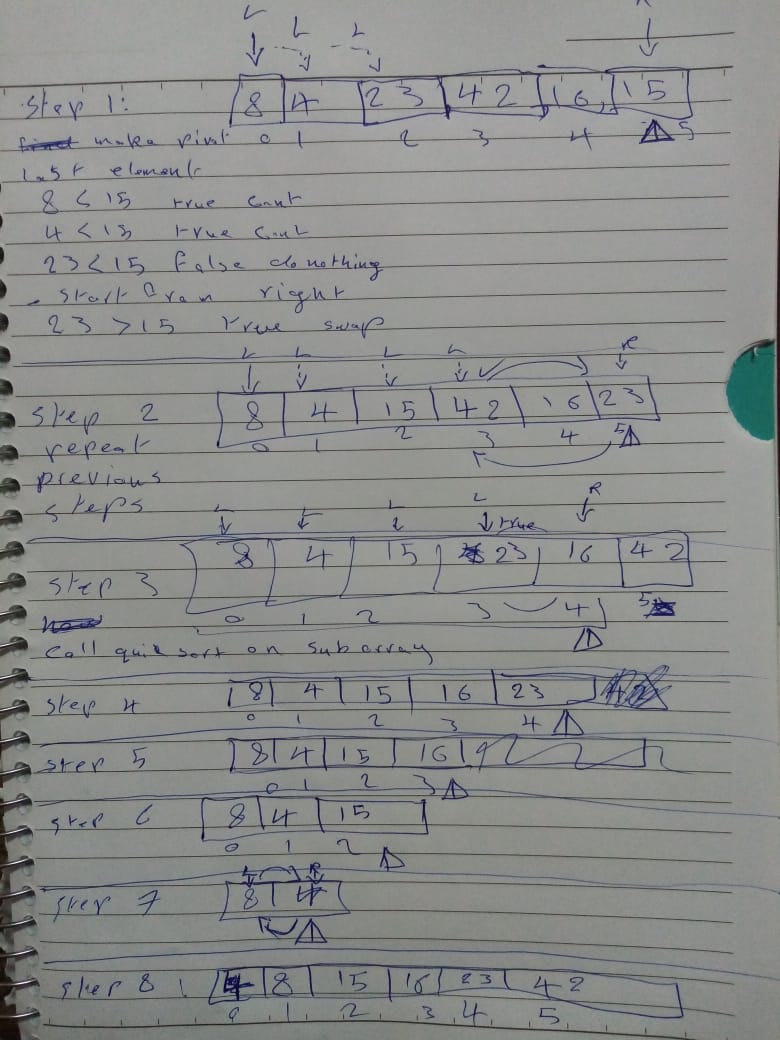 L L L R
Step 1: 8 4 23 42 16 15
make pivot 0 1 2 3 4 5
last element
8 < 15 true cont
4 < 15 true cont
23 < 15 false do nothing
- start from right
23 > 15 true swap
L L L L R
step 2 8 4 15 42 16 23
repeat 0 1 2 3 4 5
previous
steps
L L L L R
true
step 3 8 4 15 23 16 42
0 1 2 3 4 5
call quik sort on subarray
step 4 8 4 15 16 23
0 1 2 3 4
step 5 8 4 15 16
0 1 2 3
step 6 8 4 15
0 1 2
L R
step 7 8 4
step 8 4 8 15 16 23 42
0 1 2 3 4 5